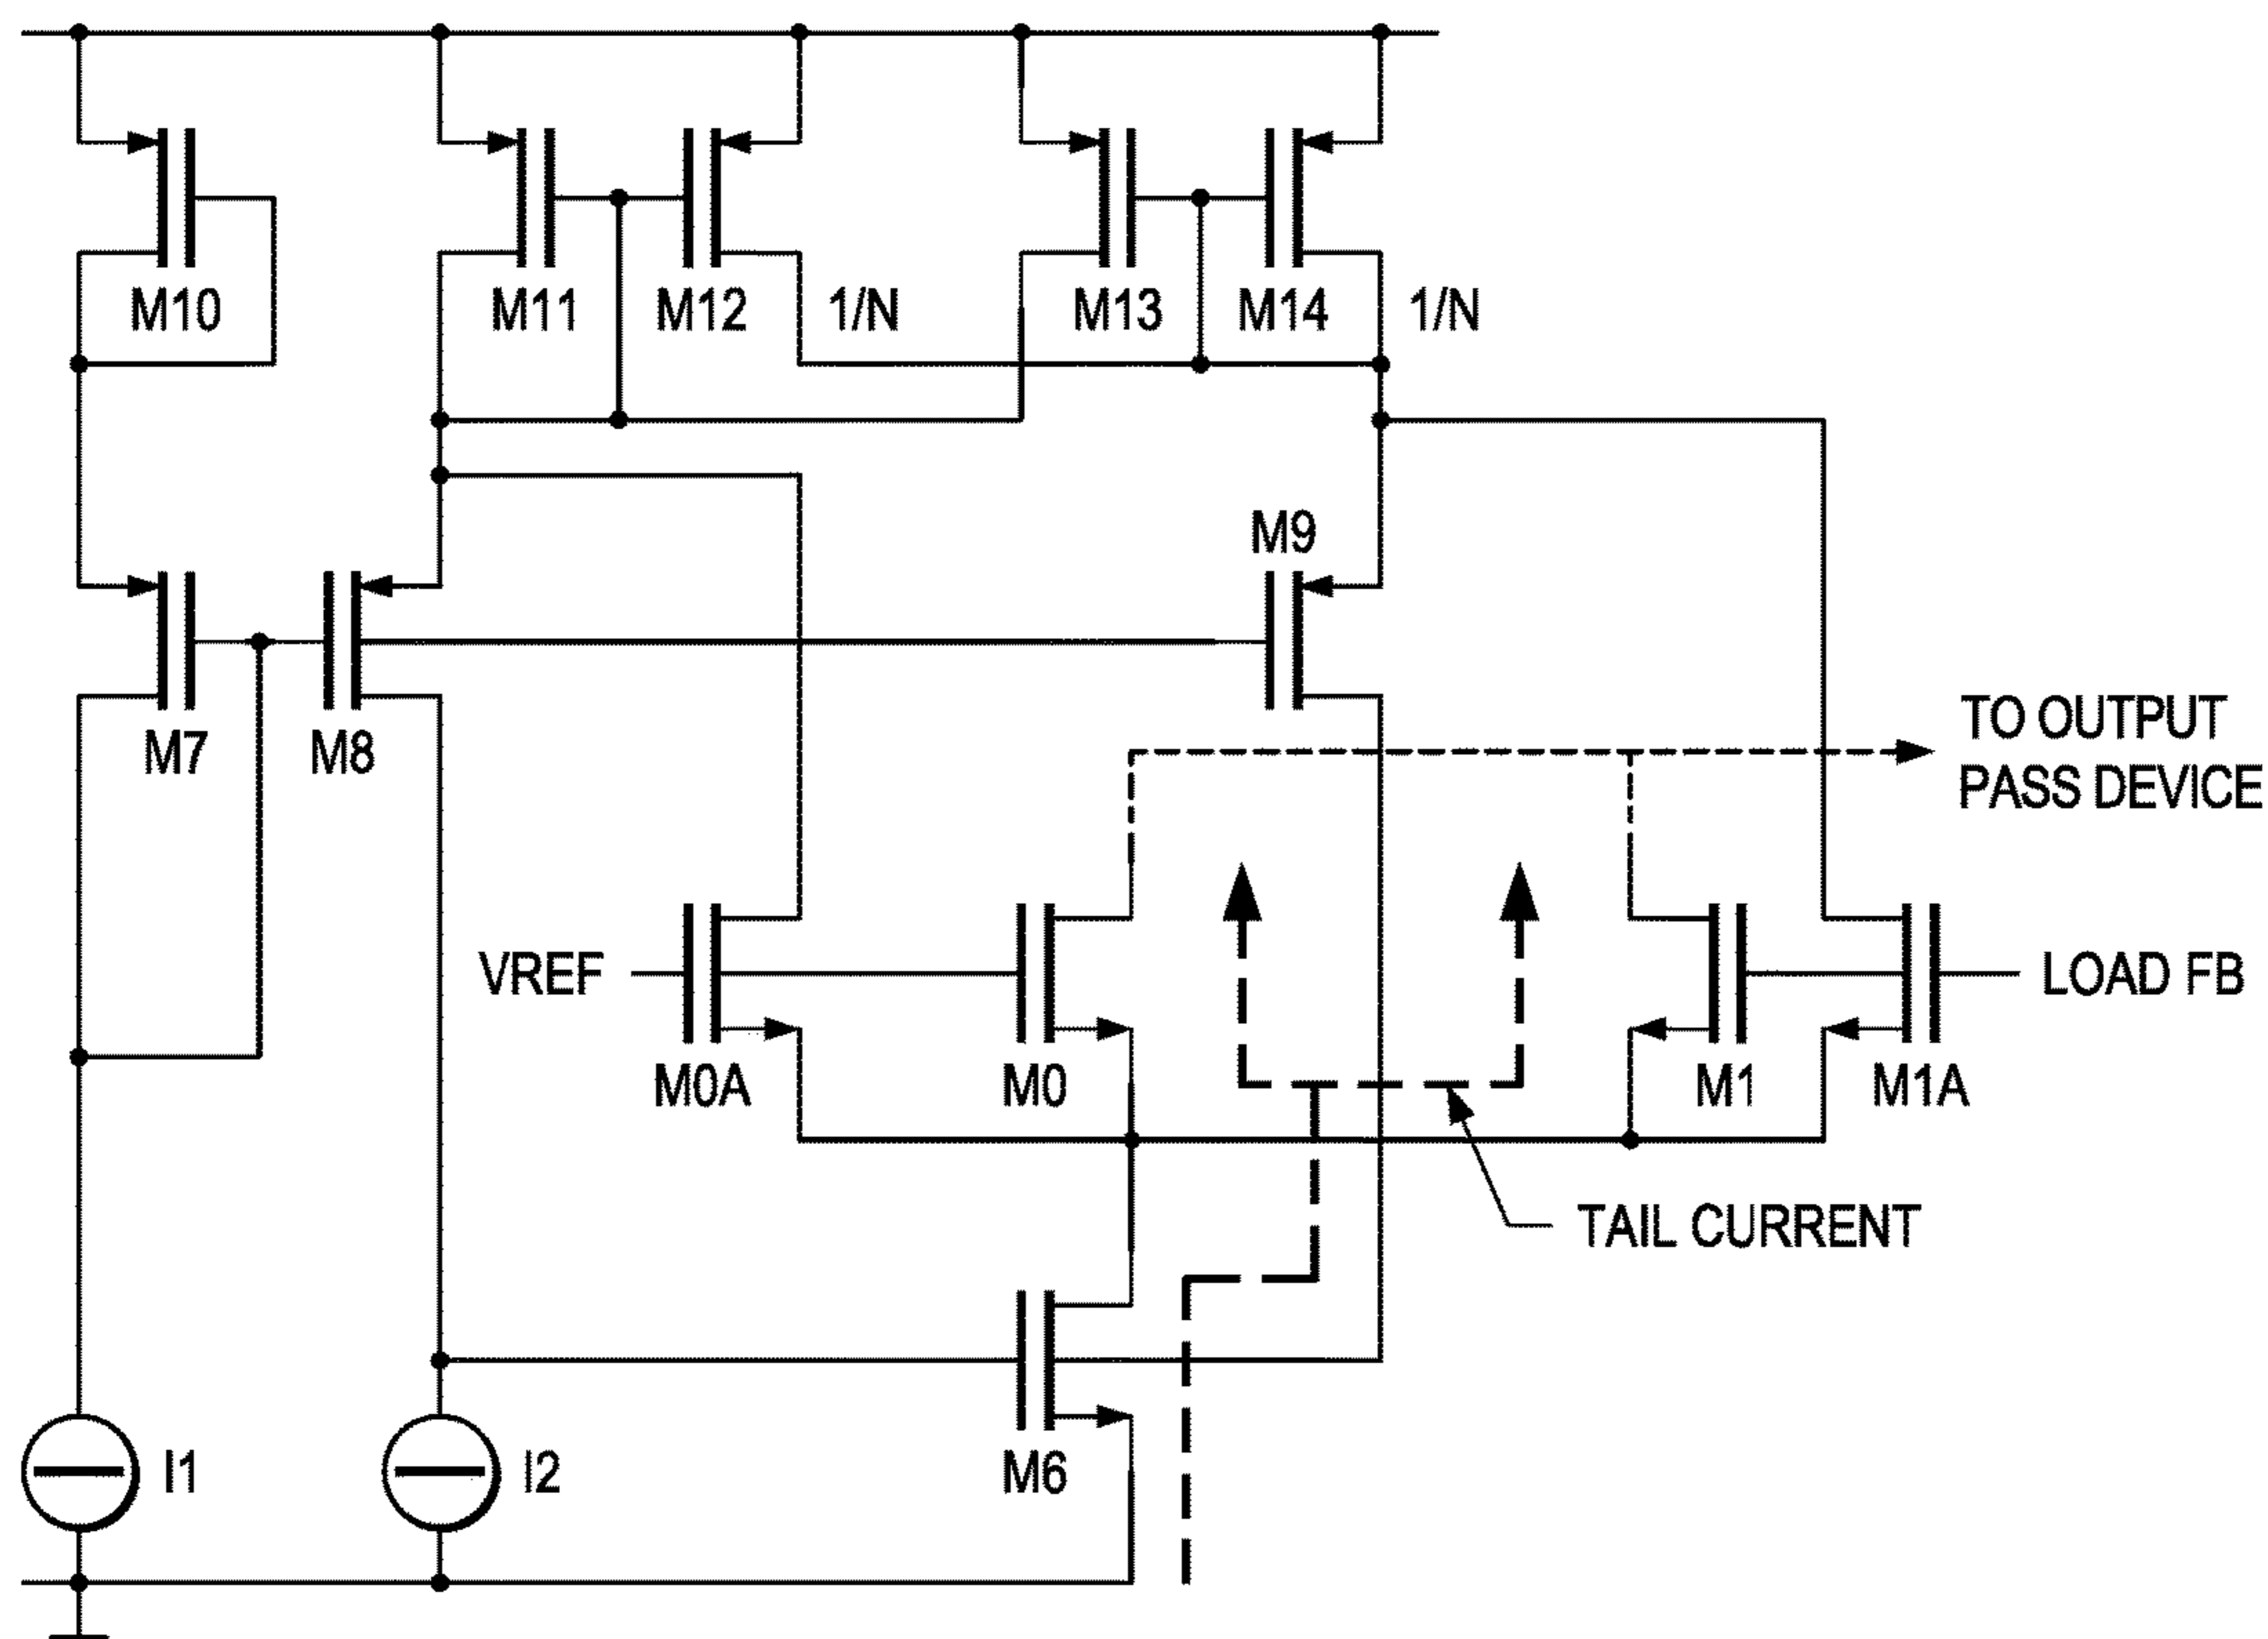 M10
M11
M12
1/N
M13
M14
1/N
M9
M7
M8
TO OUTPUT
PASS DEVICE
VREF
LOAD FB
M0A
M0
M1
M1A
TAIL CURRENT
I1
I2
M6